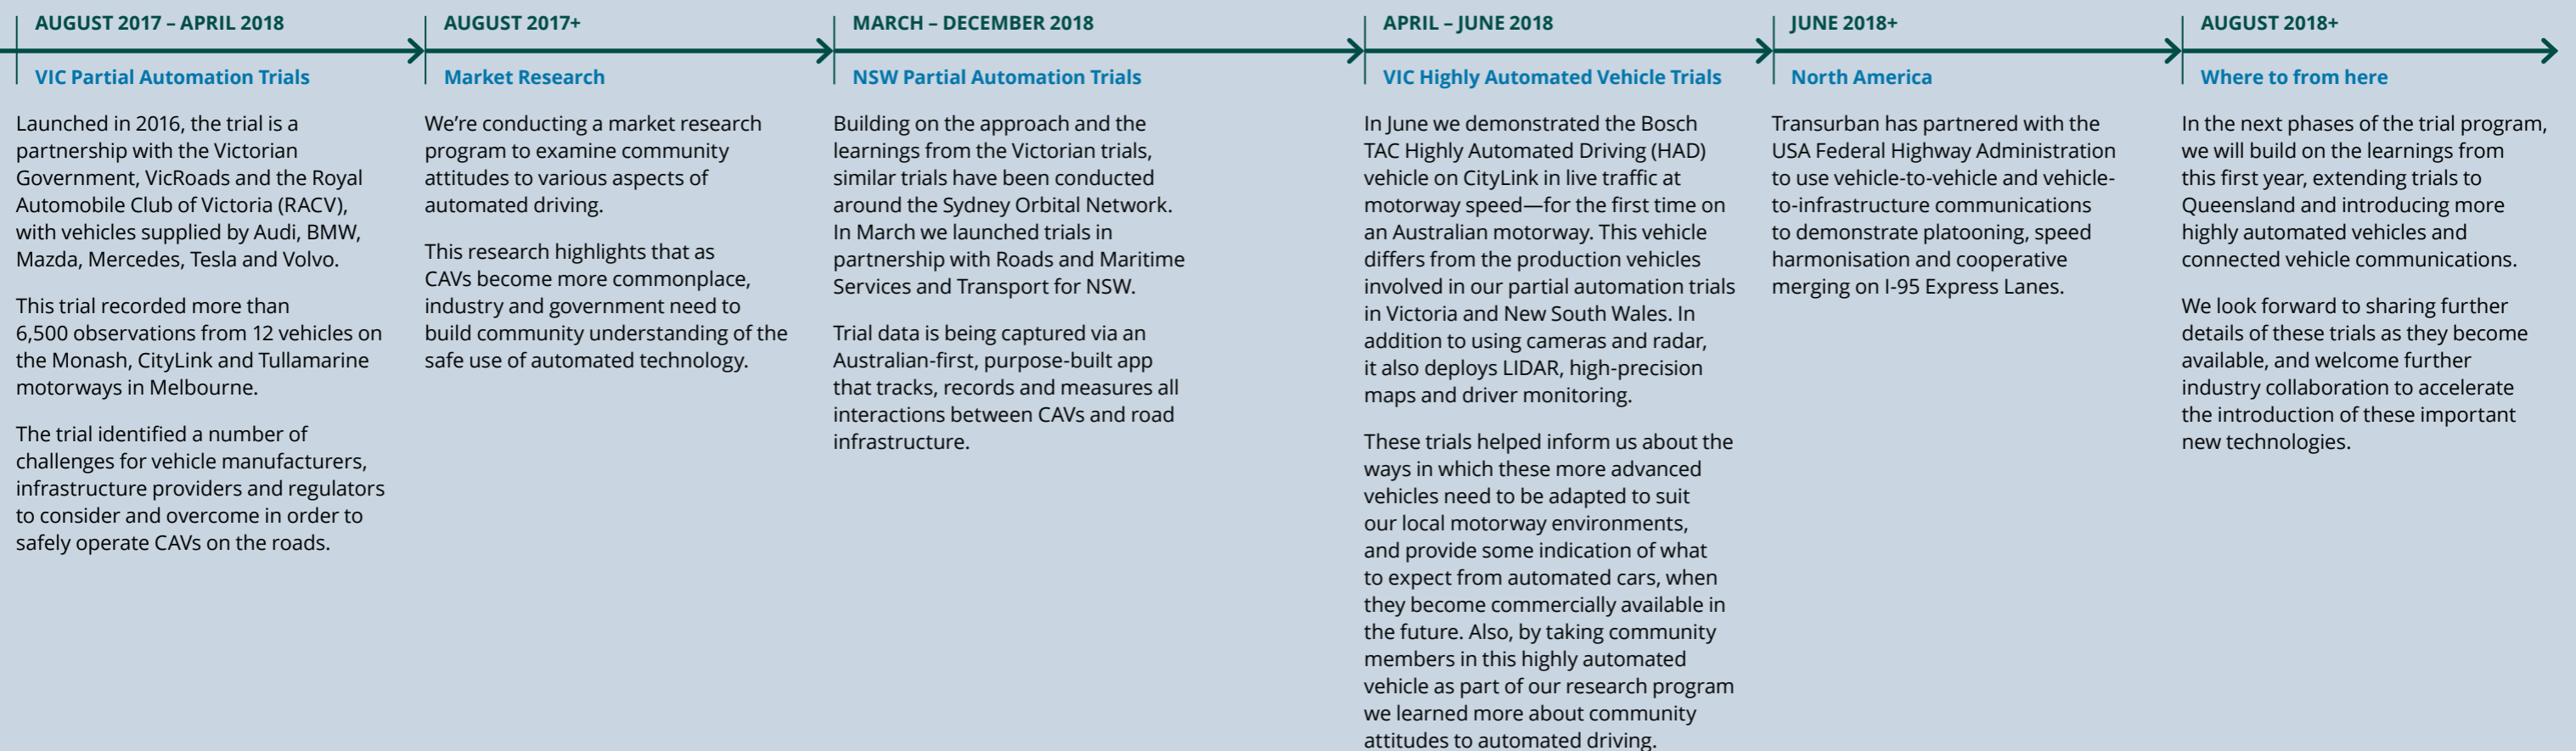 AUGUST 2017 – APRIL 2018
VIC Partial Automation Trials
Launched in 2016, the trial is a
partnership with the Victorian
Government, VicRoads and the Royal
Automobile Club of Victoria (RACV),
with vehicles supplied by Audi, BMW,
Mazda, Mercedes, Tesla and Volvo.
This trial recorded more than
6,500 observations from 12 vehicles on
the Monash, CityLink and Tullamarine
motorways in Melbourne.
The trial identified a number of
challenges for vehicle manufacturers,
infrastructure providers and regulators
to consider and overcome in order to
safely operate CAVs on the roads.
AUGUST 2017+
Market Research
We’re conducting a market research
program to examine community
attitudes to various aspects of
automated driving.
This research highlights that as
CAVs become more commonplace,
industry and government need to
build community understanding of the
safe use of automated technology.
MARCH – DECEMBER 2018
NSW Partial Automation Trials
Building on the approach and the
learnings from the Victorian trials,
similar trials have been conducted
around the Sydney Orbital Network.
In March we launched trials in
partnership with Roads and Maritime
Services and Transport for NSW.
Trial data is being captured via an
Australian-first, purpose-built app
that tracks, records and measures all
interactions between CAVs and road
infrastructure.
APRIL – JUNE 2018
VIC Highly Automated Vehicle Trials
In June we demonstrated the Bosch
TAC Highly Automated Driving (HAD)
vehicle on CityLink in live traffic at
motorway speed—for the first time on
an Australian motorway. This vehicle
differs from the production vehicles
involved in our partial automation trials
in Victoria and New South Wales. In
addition to using cameras and radar,
it also deploys LIDAR, high-precision
maps and driver monitoring.
These trials helped inform us about the
ways in which these more advanced
vehicles need to be adapted to suit
our local motorway environments,
and provide some indication of what
to expect from automated cars, when
they become commercially available in
the future. Also, by taking community
members in this highly automated
vehicle as part of our research program
we learned more about community
attitudes to automated driving.
JUNE 2018+
North America
Transurban has partnered with the
USA Federal Highway Administration
to use vehicle-to-vehicle and vehicle-
to-infrastructure communications
to demonstrate platooning, speed
harmonisation and cooperative
merging on I-95 Express Lanes.
AUGUST 2018+
Where to from here
In the next phases of the trial program,
we will build on the learnings from
this first year, extending trials to
Queensland and introducing more
highly automated vehicles and
connected vehicle communications.
We look forward to sharing further
details of these trials as they become
available, and welcome further
industry collaboration to accelerate
the introduction of these important
new technologies.